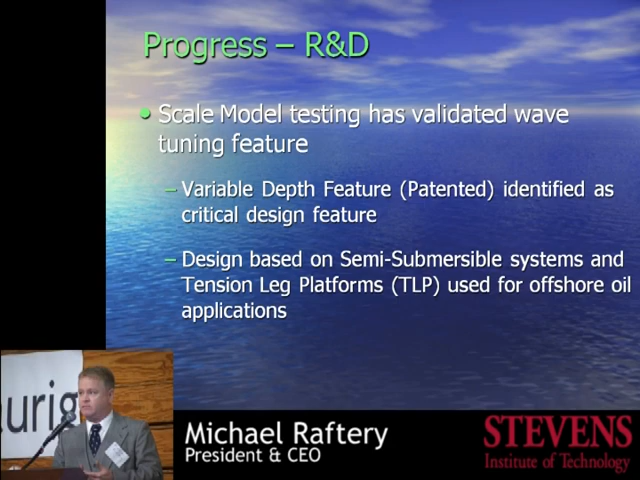 Progress – R&D
• Scale Model testing has validated wave
tuning feature
– Variable Depth Feature (Patented) identified as
critical design feature
– Design based on Semi-Submersible systems and
Tension Leg Platforms (TLP) used for offshore oil
applications
urig
Michael Raftery
President & CEO
STEVENS
Institute of Technology